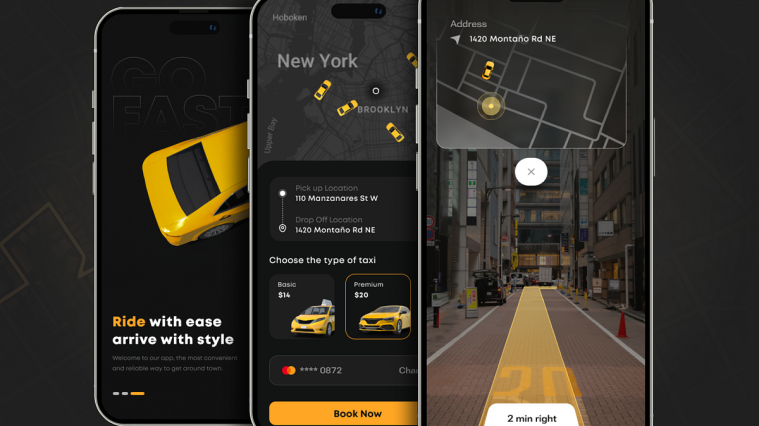 GO
FAST
Ride with ease
arrive with style
Welcome to our app, the most convenient
and reliable way to get around town.
Hoboken
New York
BROOKLYN
Upper Bay
Pick up Location
110 Manzanares St W
Drop Off Location
1420 Montaño Rd NE
Choose the type of taxi
Basic
$14
Premium
$20
**** 0872
Book Now
Address
1420 Montaño Rd NE
30
2 min right